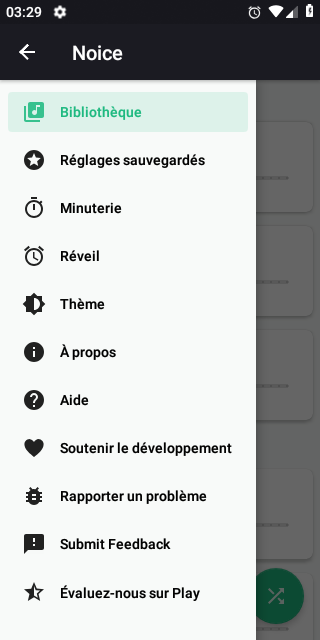 03:29
Noice
Bibliothèque
Réglages sauvegardés
Minuterie
Réveil
Thème
À propos
Aide
Soutenir le développement
Rapporter un problème
Submit Feedback
Évaluez-nous sur Play